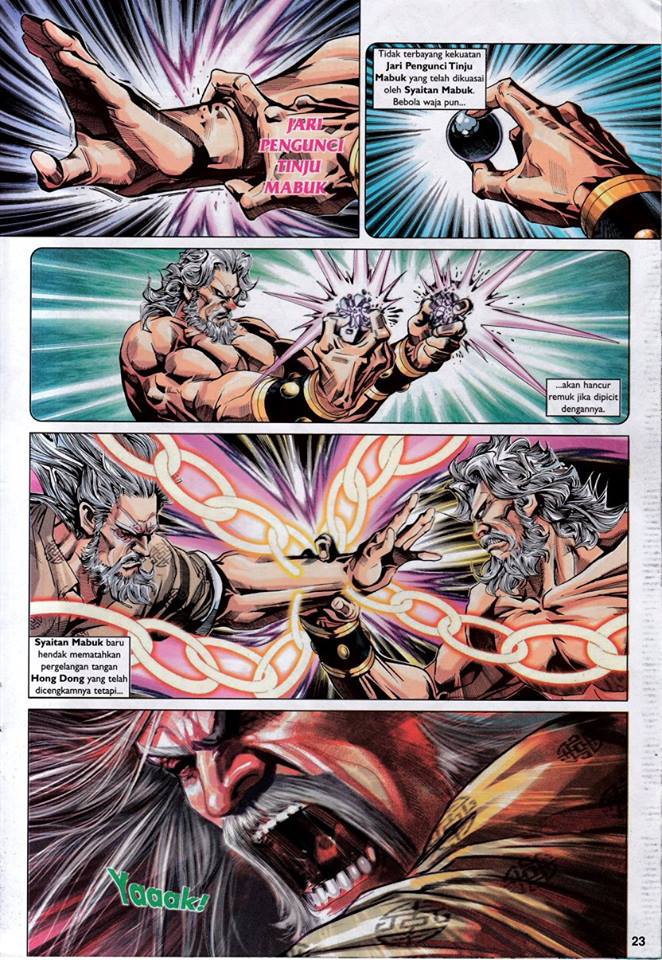 JARI
PENGUNCI
TINJU
MABUK
Tidak terbayang kekuatan
Jari Pengunci Tinju
Mabuk yang telah dikuasai
oleh Syaitan Mabuk.
Bebola waja pun...
...akan hancur
remuk jika dipicit
dengannya.
Syaitan Mabuk baru
hendak mematahkan
pergelangan tangan
Hong Dong yang telah
dicengkamnya tetapi...
Yaaak!
23